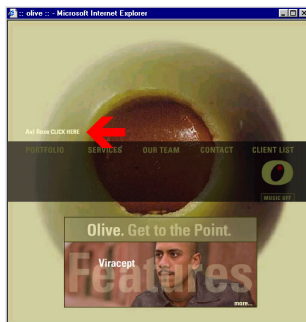 :: olive :: - Microsoft Internet Explorer
CLICK HERE
PORTFOLIO SERVICES OUR TEAM CONTACT CLIENT LIST
MUSIC OFF
Olive. Get to the Point.
Viracept
Features
more...